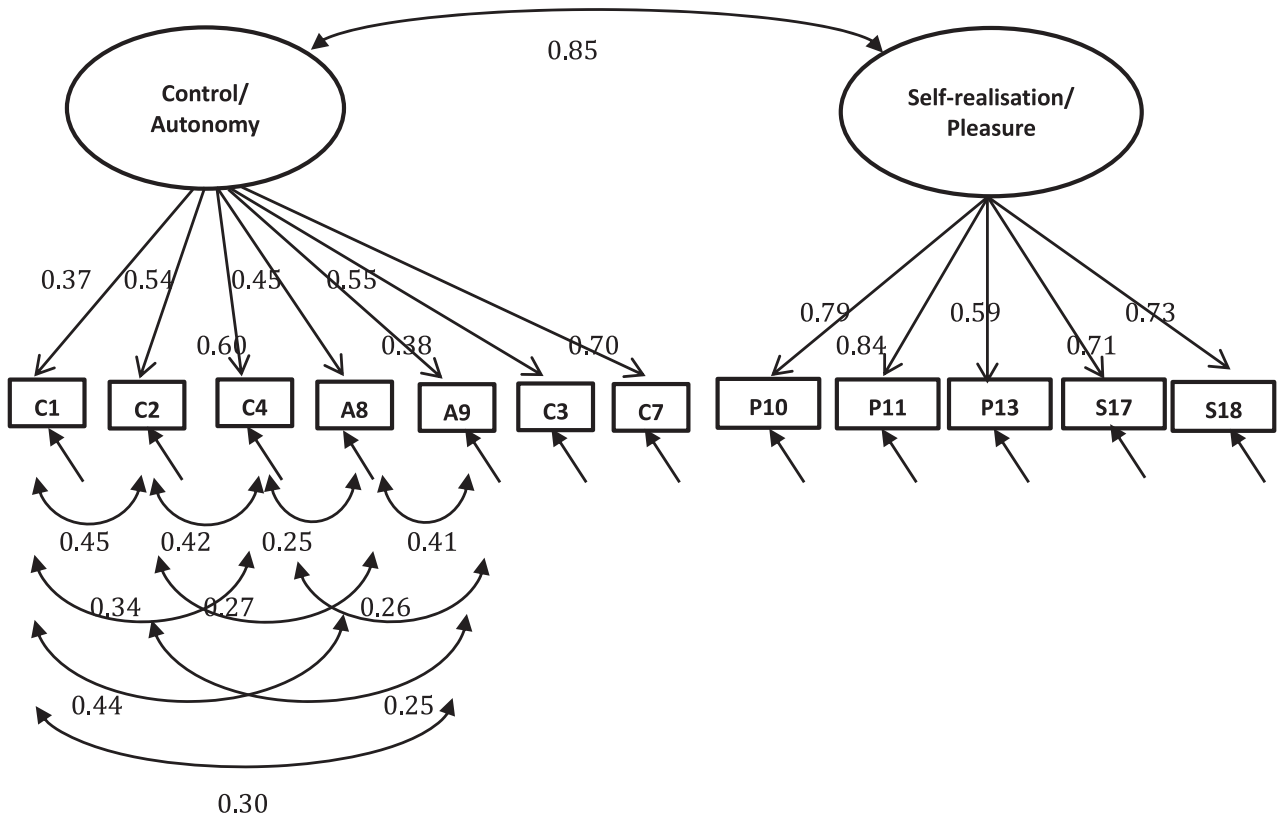 0.85
Control/
Autonomy
Self-realisation/
Pleasure
0.37 0.54 0.45 0.55
0.79 0.59 0.73
0.60 0.38 0.70 0.84 0.71
C1 C2 C4 A8 A9 C3 C7 P10 P11 P13 S17 S18
0.45 0.42 0.25 0.41
0.34 0.27 0.26
0.44 0.25
0.30